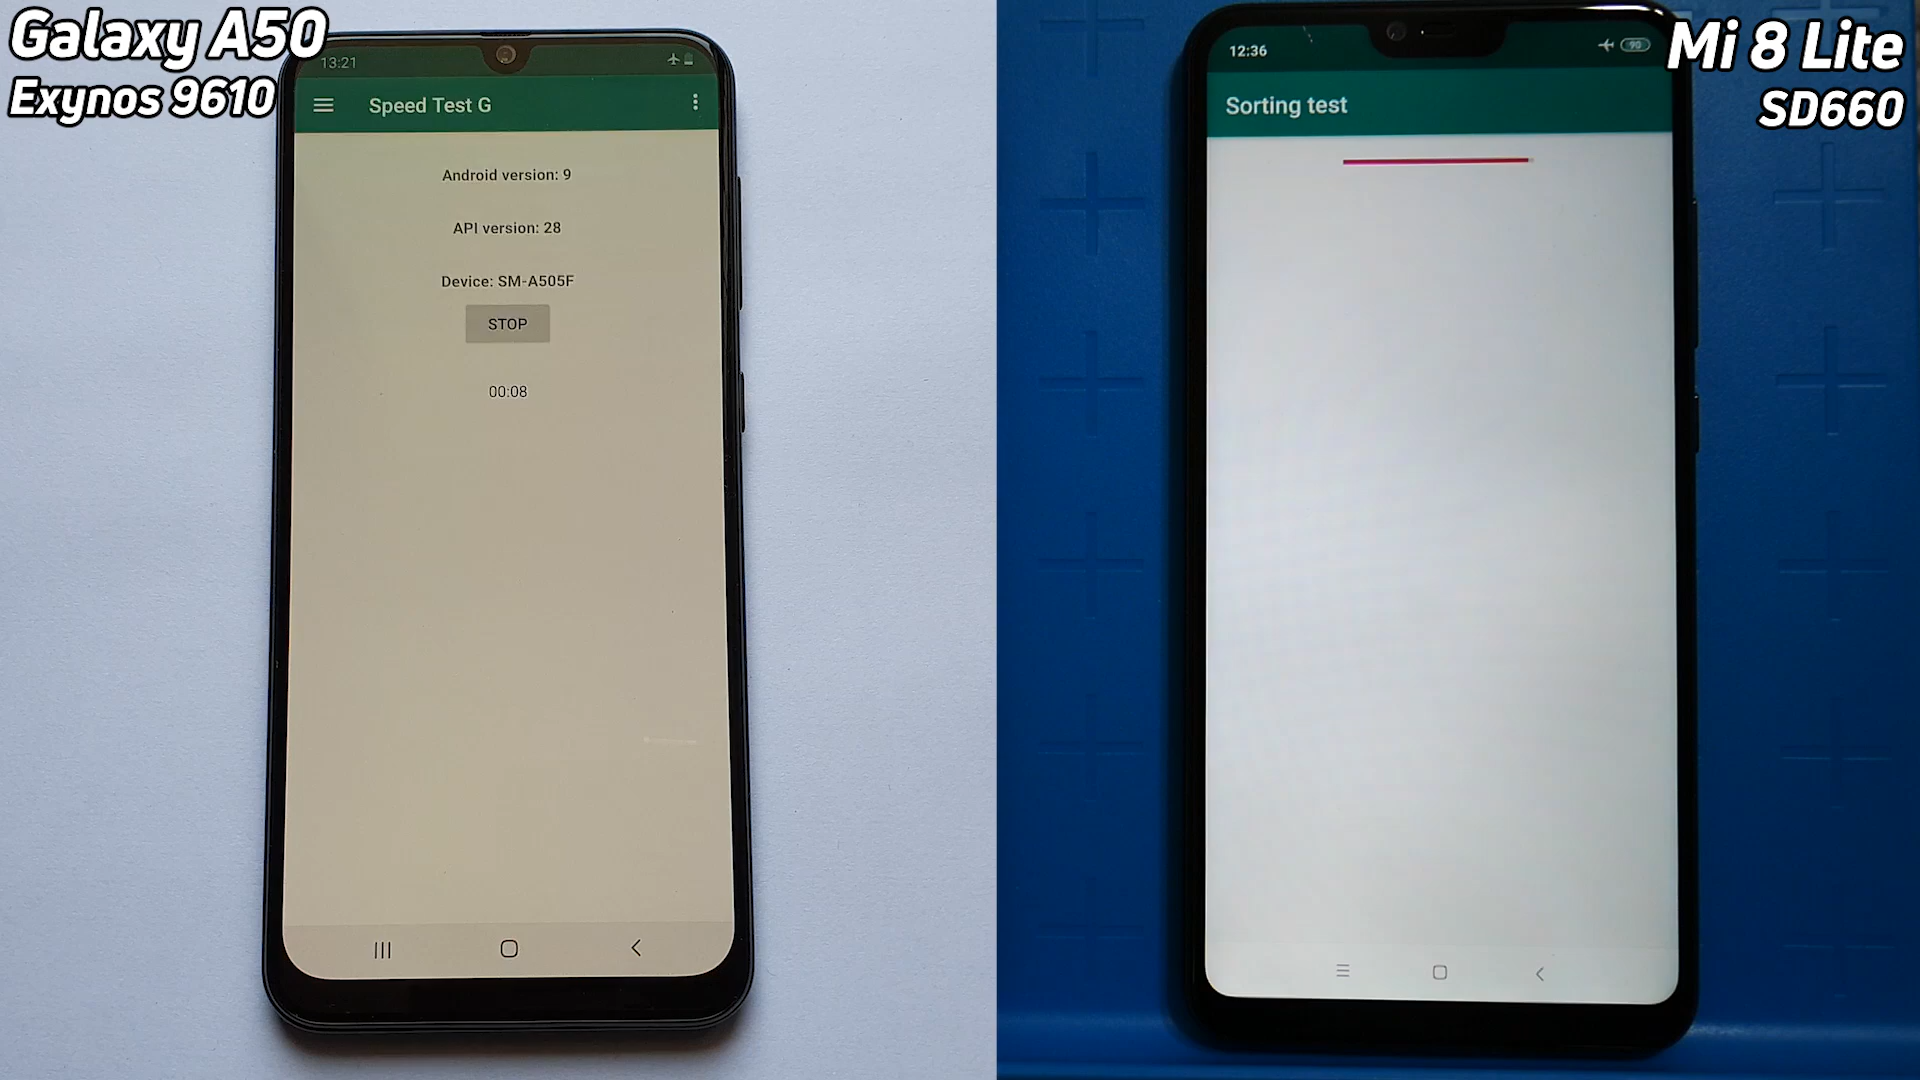 Galaxy A50
Exynos 9610
13:21
Speed Test G
Android version: 9
API version: 28
Device: SM-A505F
STOP
00:08
Mi 8 Lite
SD660
12:36
90
Sorting test